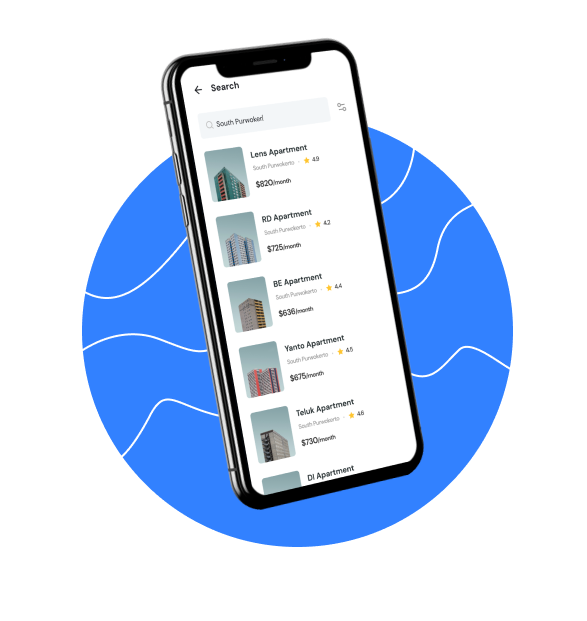 Search
South Purwoker
Lens Apartment
South Purwokerto · 4.9
$820/month
RD Apartment
South Purwokerto · 4.2
$725/month
BE Apartment
South Purwokerto · 4.4
$636/month
Yanto Apartment
South Purwokerto · 4.5
$675/month
Teluk Apartment
South Purwokerto · 4.6
$730/month
DI Apartment